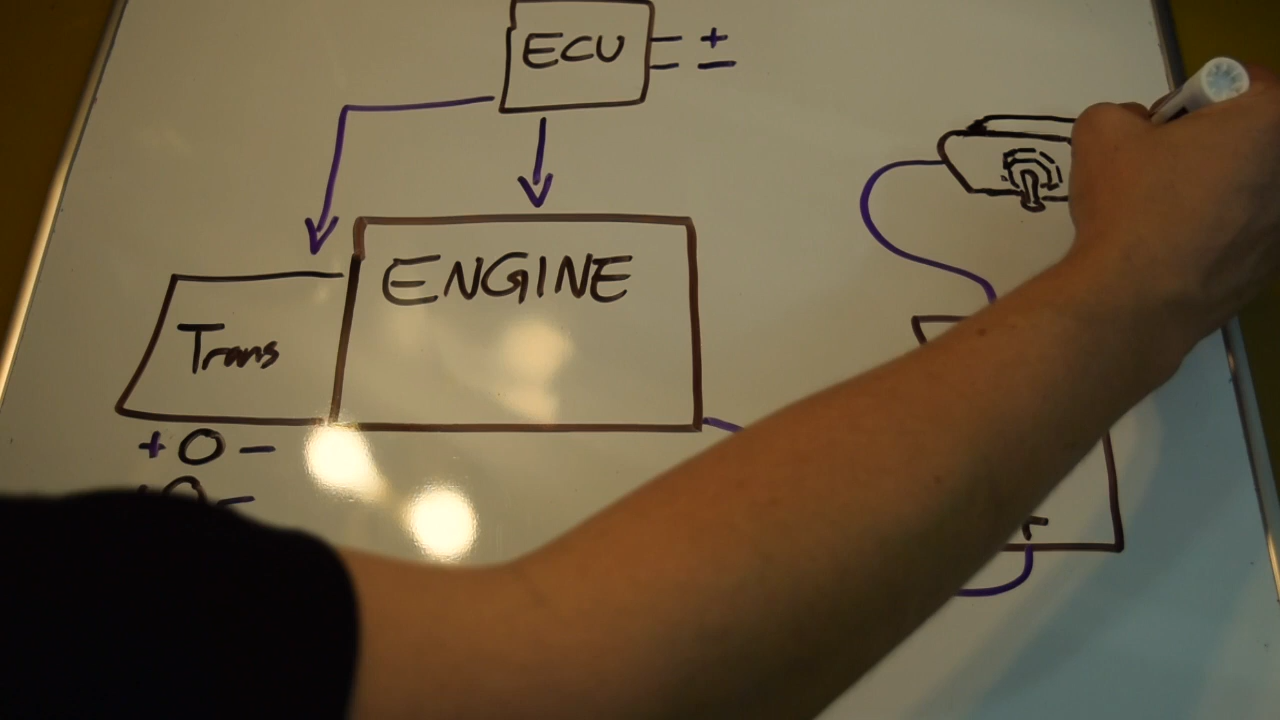 ECU +
-
ENGINE
Trans
+ O -